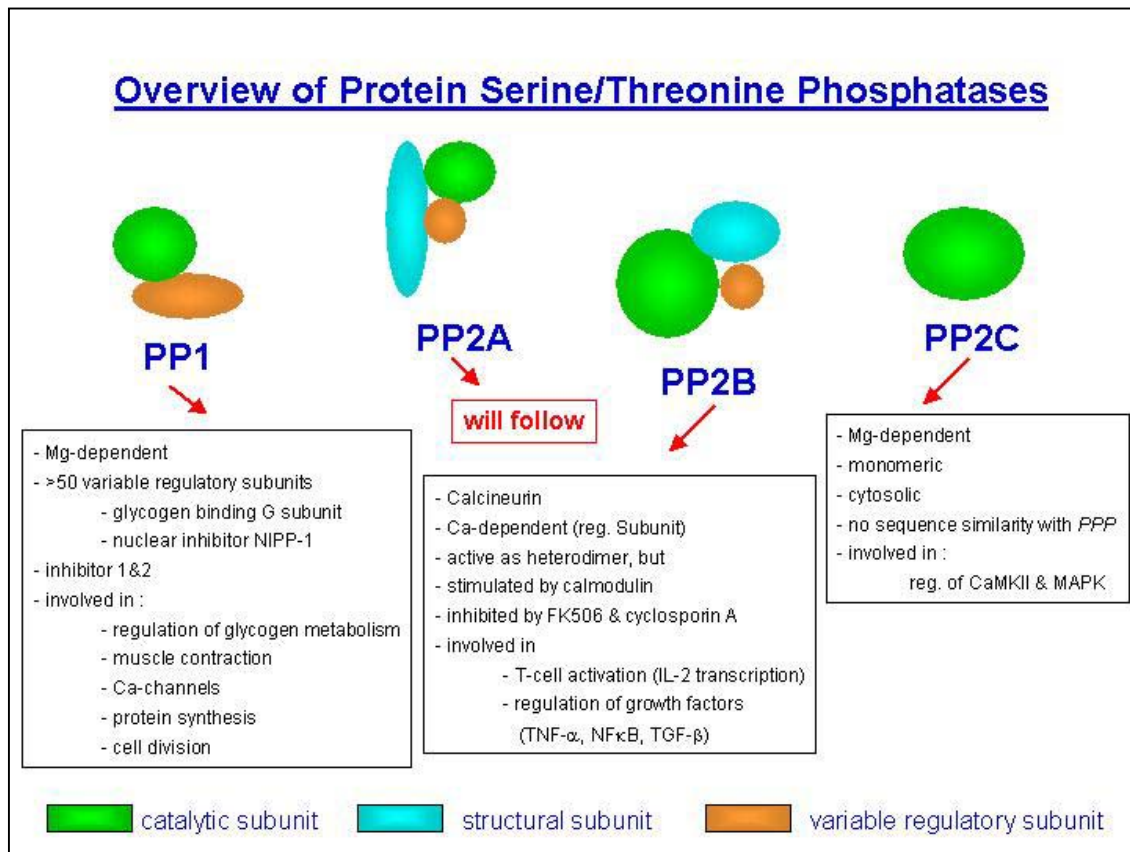 Overview of Protein Serine/Threonine Phosphatases
PP1
PP2A
PP2B
PP2C
will follow
- Mg-dependent
- >50 variable regulatory subunits
- glycogen binding G subunit
- nuclear inhibitor NIPP-1
- inhibitor 1&2
- involved in :
- regulation of glycogen metabolism
- muscle contraction
- Ca-channels
- protein synthesis
- cell division
- Calcineurin
- Ca-dependent (reg. Subunit)
- active as heterodimer, but
- stimulated by calmodulin
- inhibited by FK506 & cyclosporin A
- involved in
- T-cell activation (IL-2 transcription)
- regulation of growth factors
(TNF-α, NFκB, TGF-β)
- Mg-dependent
- monomeric
- cytosolic
- no sequence similarity with PPP
- involved in :
reg. of CaMKII & MAPK
catalytic subunit
structural subunit
variable regulatory subunit